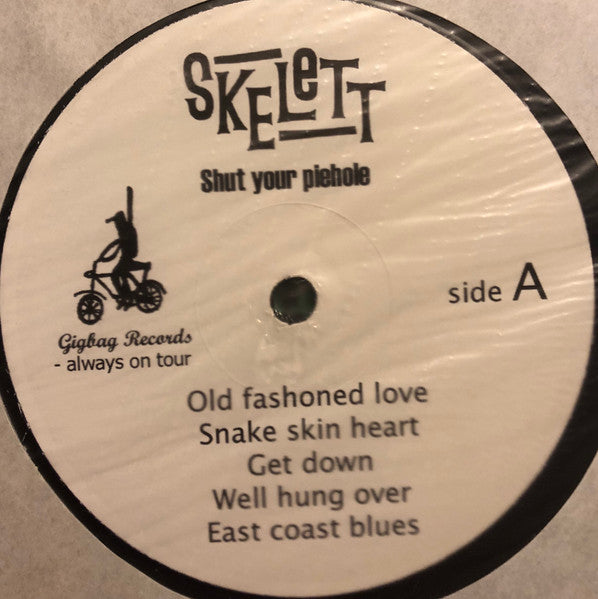 SKELeTT
Shut your piehole
side A
Gigbag Records
- always on tour
Old fashoned love
Snake skin heart
Get down
Well hung over
East coast blues